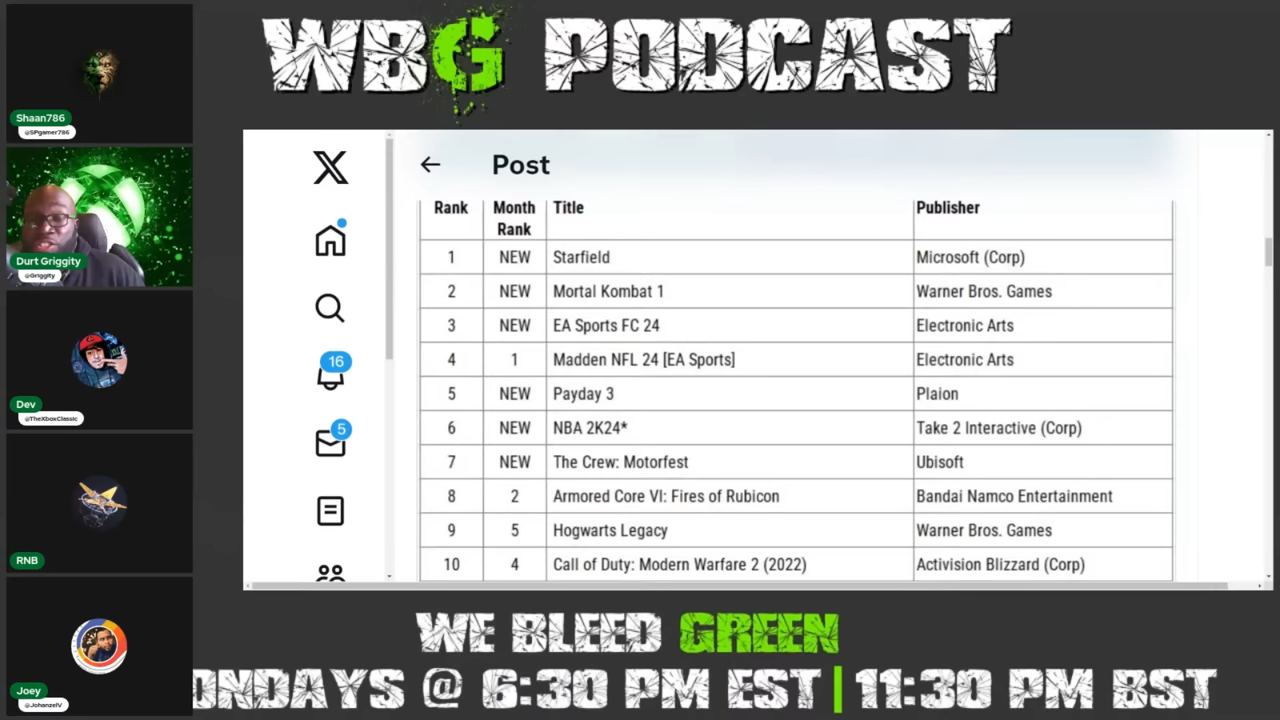 WBG PODCAST
Shaan786
@SPgamer786
Durt Griggity
@Griggity
Dev
@TheXboxClassic
RNB
Joey
@JohanzelV
Post
16
5
Rank Month Rank Title Publisher
1 NEW Starfield Microsoft (Corp)
2 NEW Mortal Kombat 1 Warner Bros. Games
3 NEW EA Sports FC 24 Electronic Arts
4 1 Madden NFL 24 [EA Sports] Electronic Arts
5 NEW Payday 3 Plaion
6 NEW NBA 2K24* Take 2 Interactive (Corp)
7 NEW The Crew: Motorfest Ubisoft
8 2 Armored Core VI: Fires of Rubicon Bandai Namco Entertainment
9 5 Hogwarts Legacy Warner Bros. Games
10 4 Call of Duty: Modern Warfare 2 (2022) Activision Blizzard (Corp)
WE BLEED GREEN
ONDAYS @ 6:30 PM EST | 11:30 PM BST